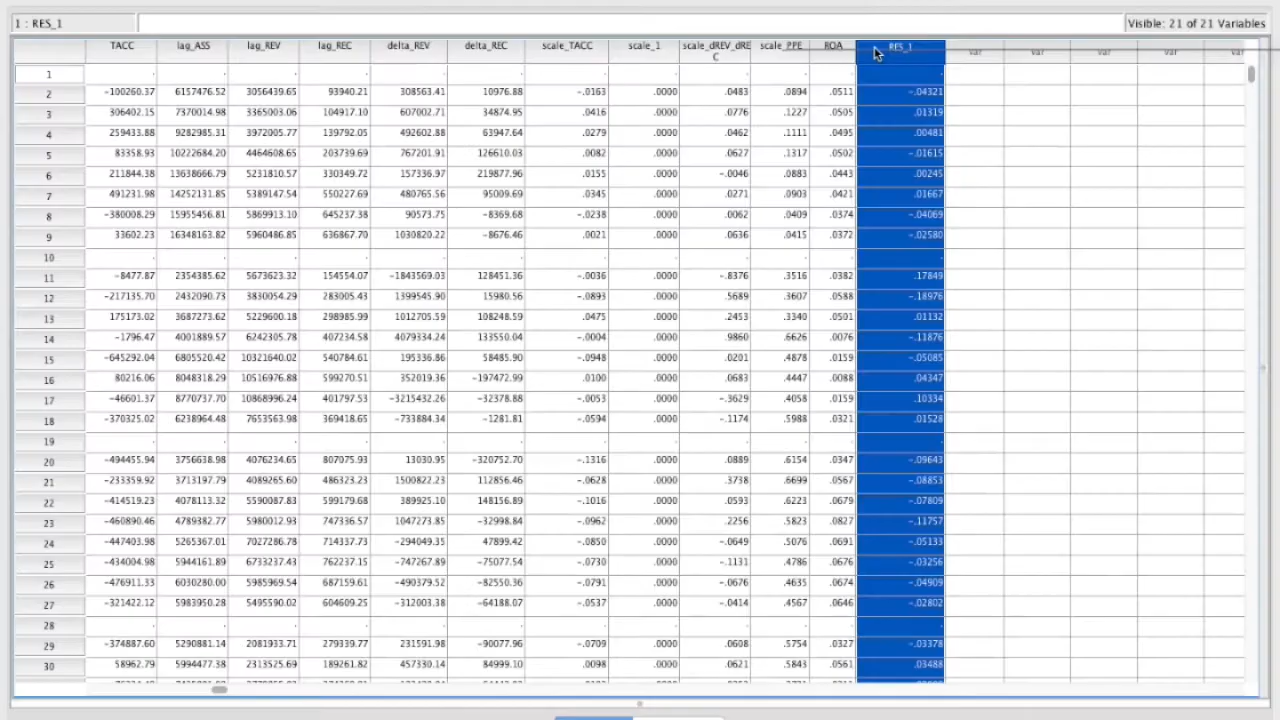 1 : RES_1 Visible: 21 of 21 Variables
TACC lag_ASS lag_REV lag_REC delta_REV delta_REC scale_TACC scale_1 scale_dREV_dREC scale_PPE ROA RES_1 var var var var var var var
1 . . . . . . . . . . . .
2 -100260.37 6157476.52 3056439.65 93940.21 308563.41 10976.88 -.0163 .0000 .0483 .0894 .0511 -.04321
3 306402.15 7370014.98 3365003.06 104917.10 607002.71 34874.95 .0416 .0000 .0776 .1227 .0505 .01319
4 259433.88 9282985.31 3972005.77 139792.05 492602.88 63947.64 .0279 .0000 .0462 .1111 .0495 .00481
5 83358.93 10222634.20 4464608.65 203739.69 767201.91 126610.03 .0082 .0000 .0627 .1317 .0502 -.01615
6 211844.38 5231810.57 330349.72 157336.97 219877.96 .0155 .0000 -.0046 .0883 .0443 .00245
7 491231.98 14252131.85 5389147.54 550227.69 480765.56 95009.69 .0345 .0000 .0271 .0903 .0421 .01667
8 -380008.29 15955456.81 5869913.10 645237.38 90573.75 -8369.68 -.0238 .0000 .0062 .0409 .0374 -.04069
9 33602.23 16348163.82 5960486.85 636867.70 1030820.22 -8676.46 .0021 .0000 .0636 .0415 .0372 -.02580
10 . . . . . . . . . . . .
11 -8477.87 2354385.62 5673623.32 154554.07 -1843569.03 128451.36 -.0036 .0000 -.8376 .3516 .0382 .17849
12 -217135.70 2432090.73 3830054.29 283005.43 1399545.90 15980.56 -.0893 .0000 .5689 .3607 .0588 -.18976
13 175173.02 3687273.62 5229600.18 298985.99 1012705.59 108248.59 .0475 .0000 .2453 .3340 .0501 .01132
14 -1796.47 4001889.57 6242305.78 407234.58 4079334.24 133550.04 -.0004 .0000 .9860 .6626 .0076 -.11876
15 -645292.04 6805520.42 10321640.02 540784.61 195336.86 58485.90 -.0948 .0000 .0201 .4878 .0159 -.05085
16 80216.06 8048318.29 10516976.88 599270.51 352019.36 -197472.99 .0100 .0000 .0683 .4447 .0088 .04347
17 -46601.37 10868996.24 401797.53 -3215432.26 -32378.88 -.0053 .0000 -.3629 .4058 .0159 .10334
18 -370325.02 6238964.48 7653563.98 369418.65 -733884.34 -1281.81 -.0594 .0000 -.1174 .5988 .0321 .01528
19 . . . . . . . . . . . .
20 -494455.94 3756638.98 4076234.65 807075.93 13030.95 -320752.70 -.1316 .0000 .0889 .6154 .0347 -.09643
21 -233359.92 3713197.79 4089265.60 486323.23 1500822.23 112856.46 -.0628 .0000 .3738 .6699 .0567 -.08853
22 -414519.23 4078113.32 5590087.83 599179.68 389925.10 148156.89 -.1016 .0000 .0593 .6223 .0679 -.07809
23 -460890.46 4789382.77 5980012.93 747336.57 1047273.85 -32998.84 -.0962 .0000 .2256 .5823 .0827 -.11757
24 -447403.98 5265367.01 7027286.78 714337.73 -294049.35 47899.42 -.0850 .0000 -.0649 .5076 .0691 -.05133
25 -434004.98 5944161.89 6733237.43 762237.15 -747267.89 -75077.54 -.0730 .0000 -.1131 .4786 .0676 -.03256
26 -476911.33 6030280.00 5985969.54 687159.61 -490379.52 -82550.36 -.0791 .0000 -.0676 .4635 .0674 -.04909
27 -321422.12 5983950.28 5495590.02 604609.25 -312003.38 -64188.07 -.0537 .0000 -.0414 .4567 .0646 -.02802
28 . . . . . . . . . . . .
29 -374887.60 5290881.14 2081933.71 279339.77 231591.98 -90077.96 -.0709 .0000 .0608 .5754 .0327 -.03378
30 58962.79 5994477.38 2313525.69 189261.82 457330.14 84999.10 .0098 .0000 .0621 .5843 .0561 .03488